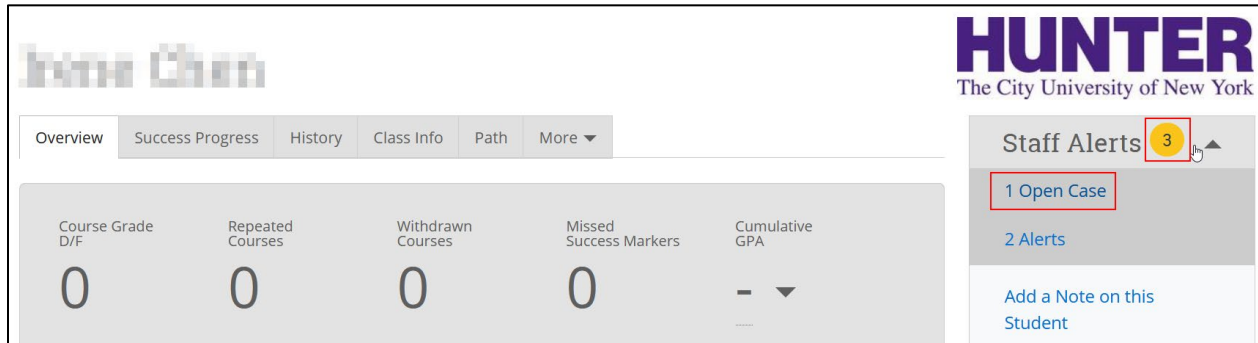 HUNTER
The City University of New York
Overview Success Progress History Class Info Path More
Staff Alerts 3
1 Open Case
2 Alerts
Course Grade
D/F
Repeated
Courses
Withdrawn
Courses
Missed
Success Markers
Cumulative
GPA
0 0 0 0 -
Add a Note on this
Student